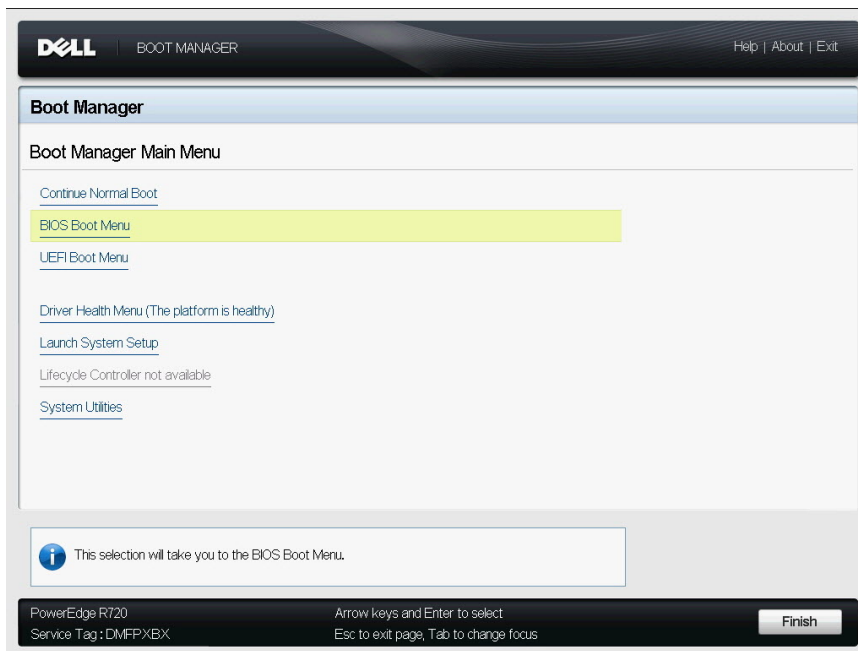 DELL
BOOT MANAGER
Help | About | Exit
Boot Manager
Boot Manager Main Menu
Continue Normal Boot
BIOS Boot Menu
UEFI Boot Menu
Driver Health Menu (The platform is healthy)
Launch System Setup
Lifecycle Controller not available
System Utilities
This selection will take you to the BIOS Boot Menu.
PowerEdge R720
Service Tag : DMFPXBX
Arrow keys and Enter to select
Esc to exit page, Tab to change focus
Finish